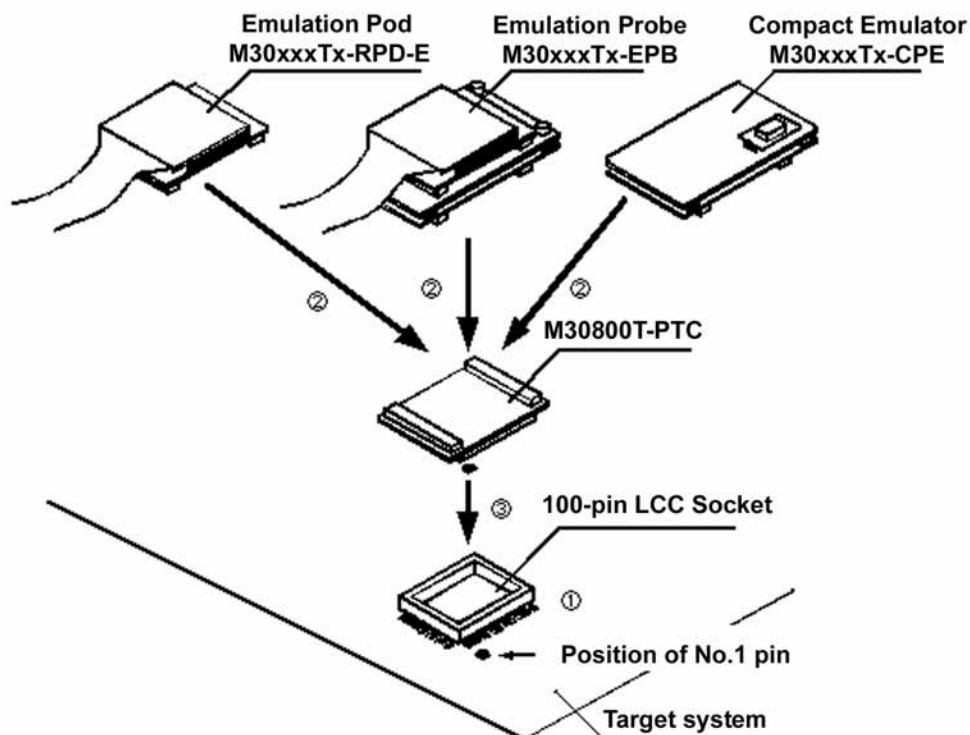 Emulation Pod
M30xxxTx-RPD-E
Emulation Probe
M30xxxTx-EPB
Compact Emulator
M30xxxTx-CPE
②
②
②
M30800T-PTC
③
100-pin LCC Socket
①
Position of No.1 pin
Target system